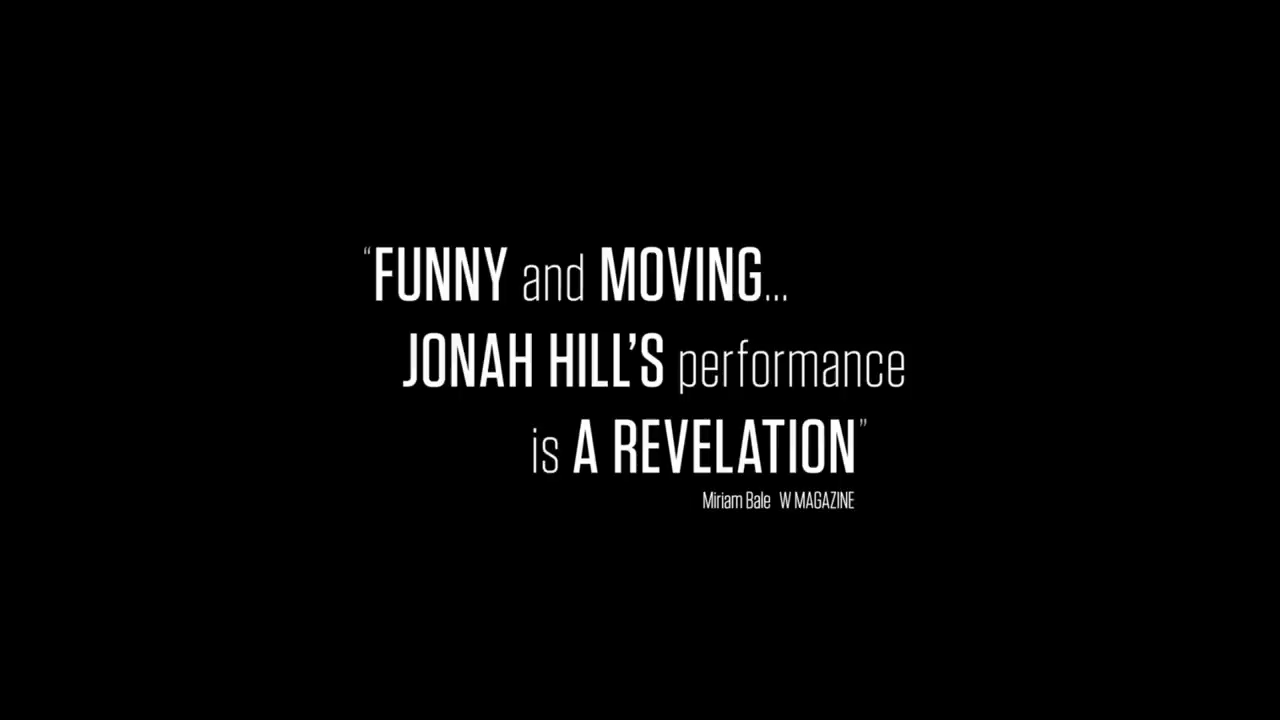 “FUNNY and MOVING...
JONAH HILL’S performance
is A REVELATION”
Miriam Bale W MAGAZINE